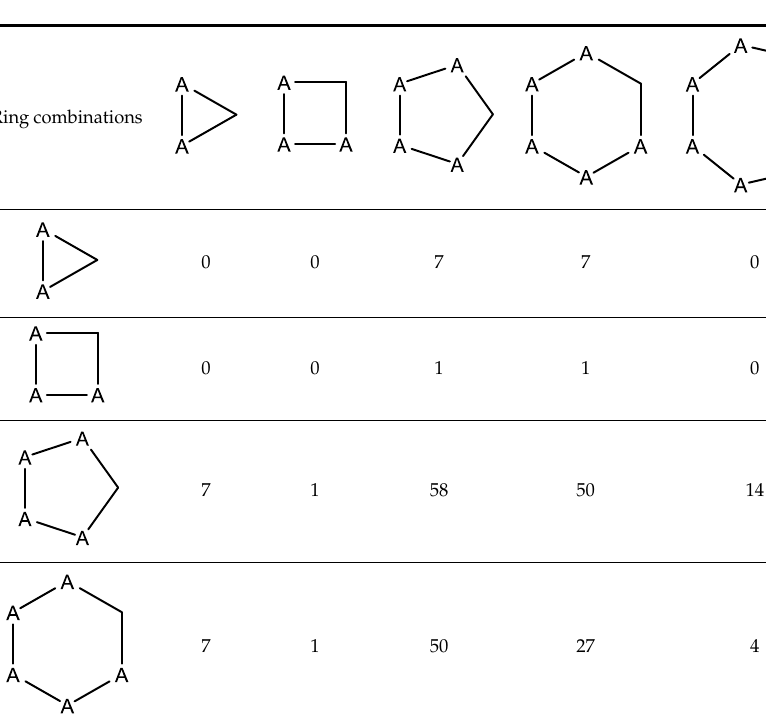 Ring combinations
A A A A A A A A A A A A A A A A A A
A A
0 0 7 7 0
A A A
0 0 1 1 0
A A A A
7 1 58 50 14
A A A A A
7 1 50 27 4